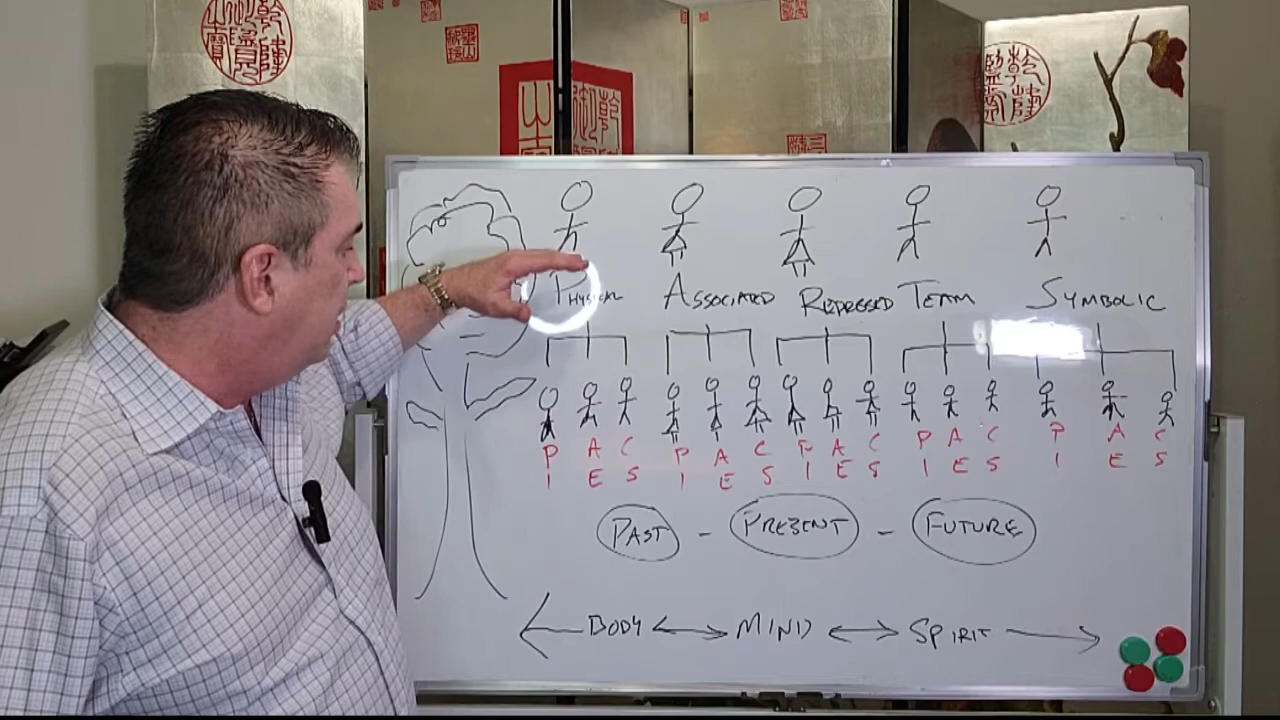 Physical Associated Repressed Team Symbolic
P A C P A C P A C P A C P A C
I E S I E S I E S I E S I E S
PAST - PRESENT - FUTURE
BODY MIND SPIRIT